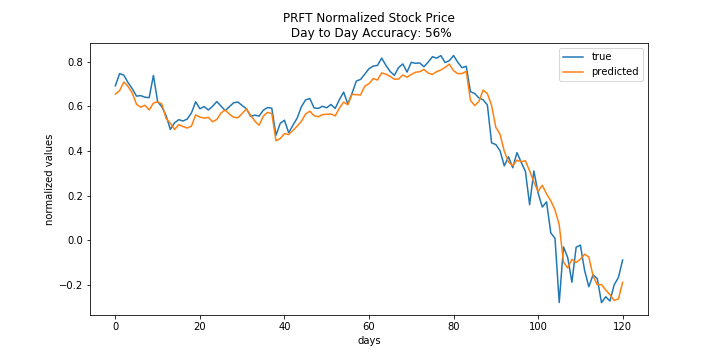 PRFT Normalized Stock Price
Day to Day Accuracy: 56%
true
predicted
normalized values
0.8
0.6
0.4
0.2
0.0
−0.2
0 20 40 60 80 100 120
days